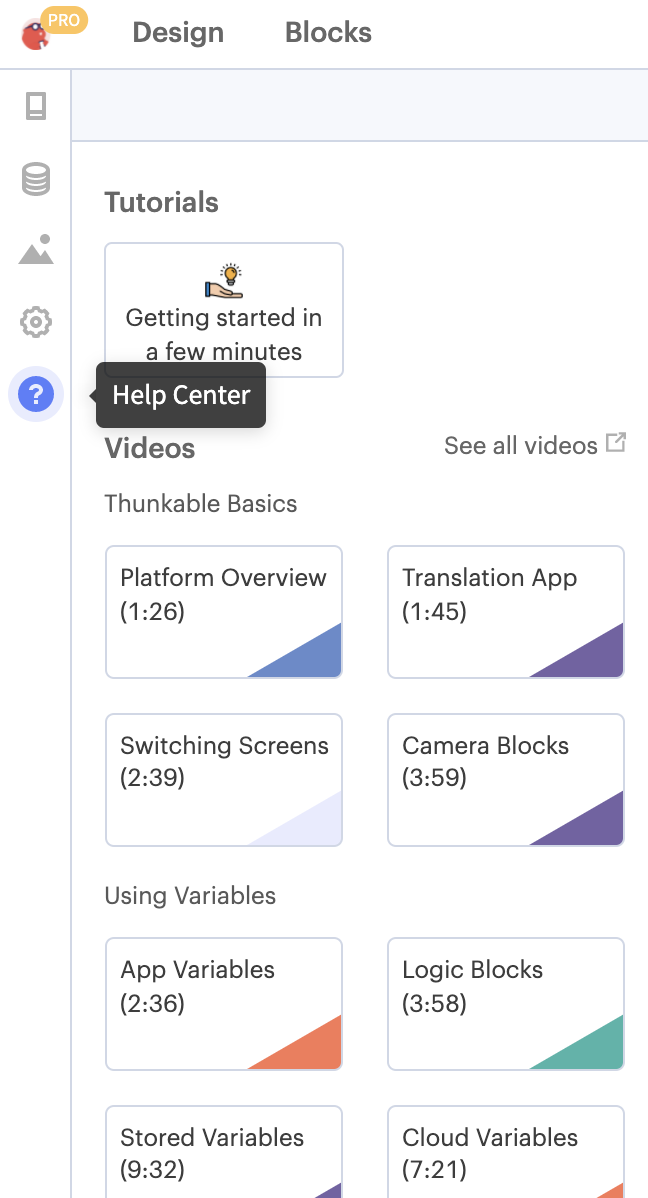 PRO
Design Blocks
Tutorials
Getting started in
a few minutes
?
Help Center
Videos
See all videos
Thunkable Basics
Platform Overview
(1:26)
Translation App
(1:45)
Switching Screens
(2:39)
Camera Blocks
(3:59)
Using Variables
App Variables
(2:36)
Logic Blocks
(3:58)
Stored Variables
(9:32)
Cloud Variables
(7:21)